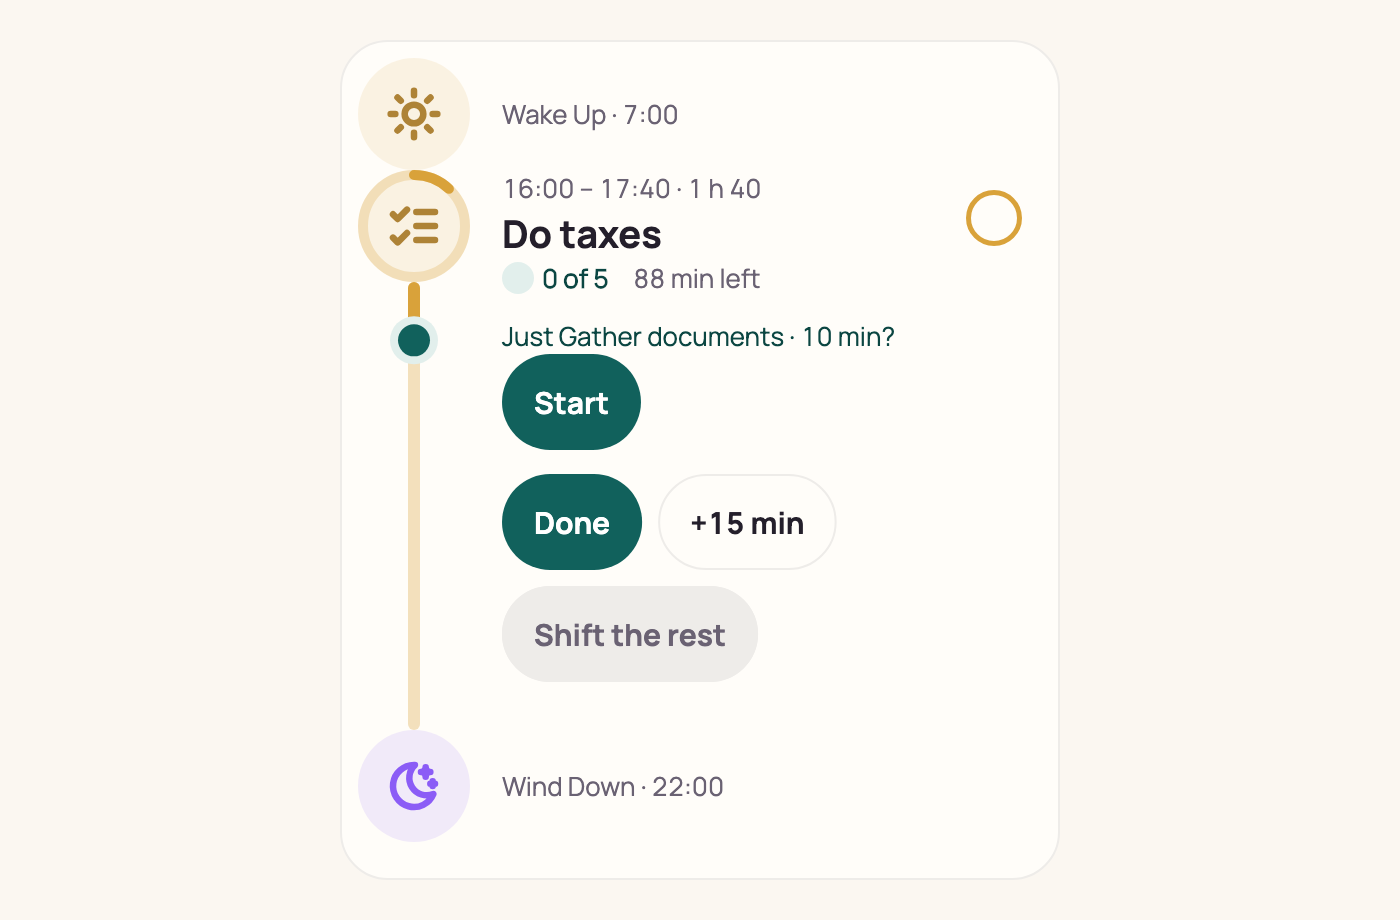 Wake Up · 7:00
16:00 – 17:40 · 1 h 40
Do taxes
0 of 5 88 min left
Just Gather documents · 10 min?
Start
Done +15 min
Shift the rest
Wind Down · 22:00